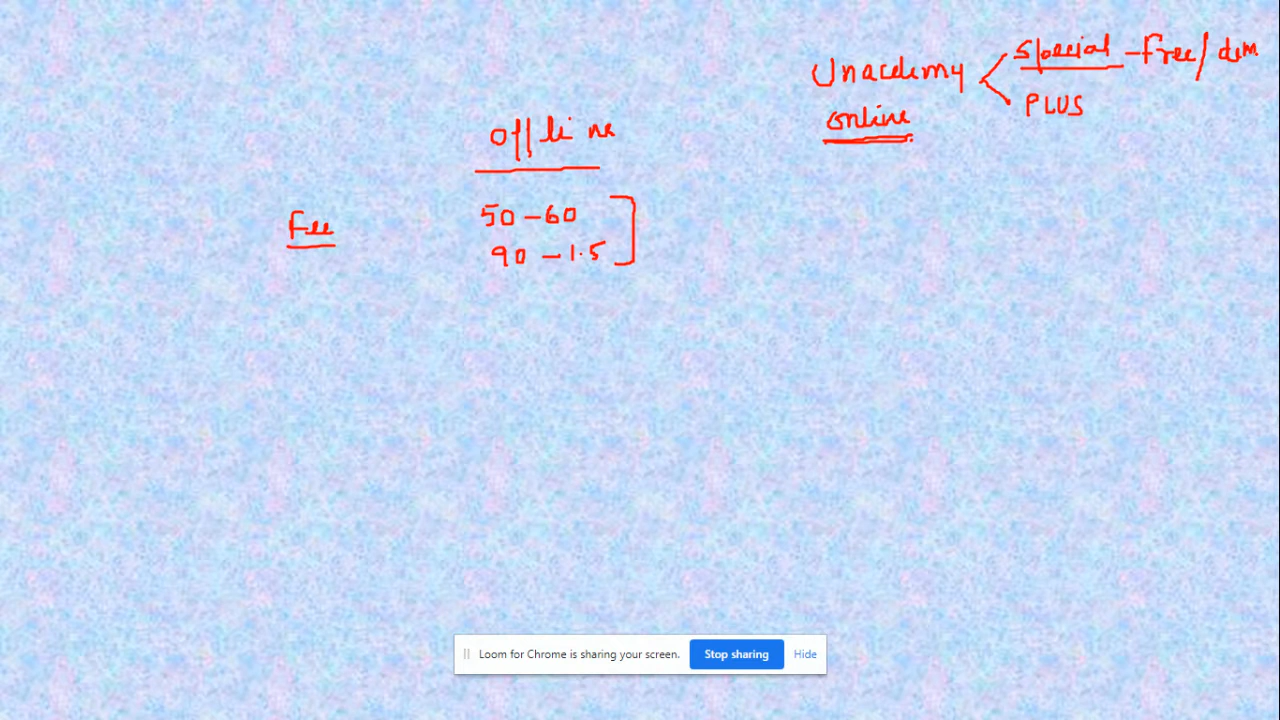 Special - Free/dem
Unacademy
PLUS
online
Offline
Fee
50 - 60
90 - 1.5
Loom for Chrome is sharing your screen.
Stop sharing
Hide